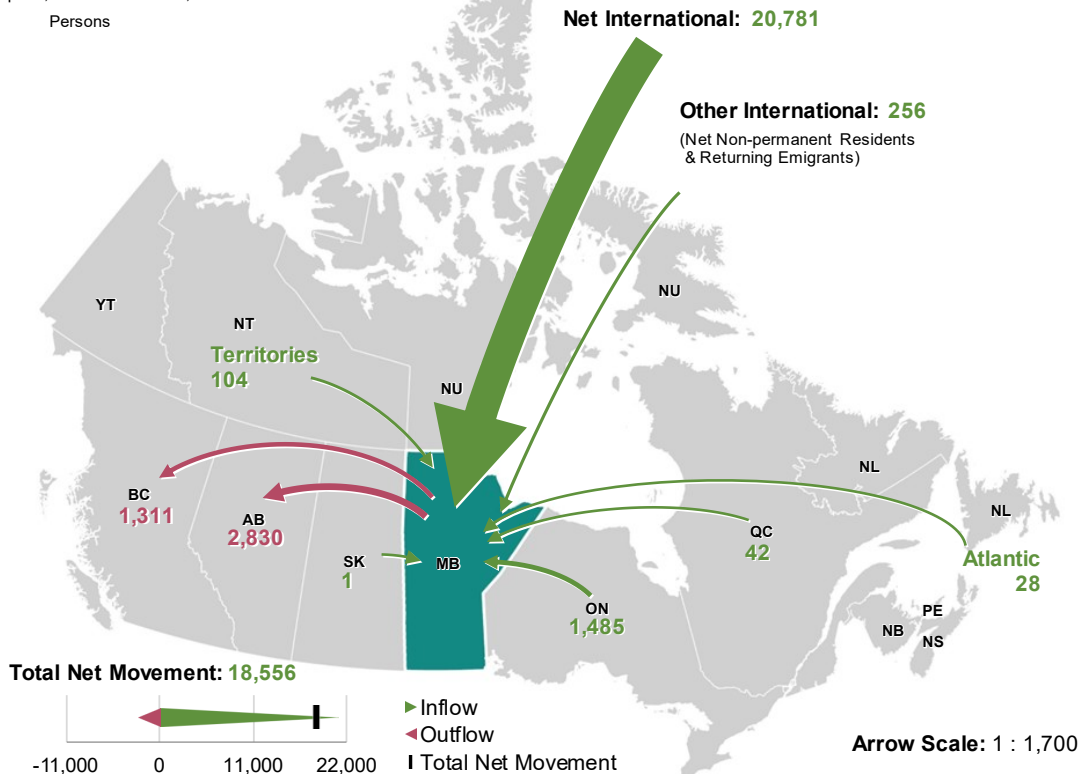 Persons
Net International: 20,781
Other International: 256
(Net Non-permanent Residents
& Returning Emigrants)
YT
NT
NU
Territories
104
NU
BC
1,311
AB
2,830
SK
1
MB
ON
1,485
QC
42
NL
NL
Atlantic
28
PE
NB
NS
Total Net Movement: 18,556
-11,000 0 11,000 22,000
Inflow
Outflow
Total Net Movement
Arrow Scale: 1 : 1,700